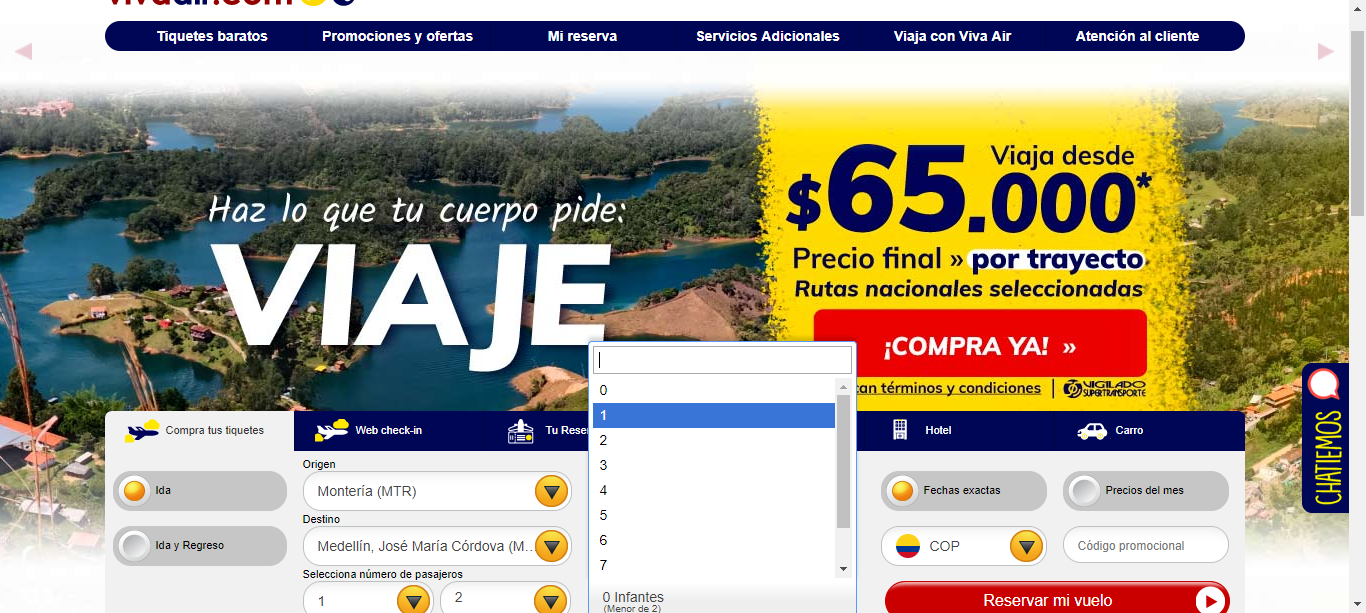 vivaair.com
Tiquetes baratos
Promociones y ofertas
Mi reserva
Servicios Adicionales
Viaja con Viva Air
Atención al cliente
Haz lo que tu cuerpo pide:
VIAJE
Viaja desde
$65.000*
Precio final » por trayecto
Rutas nacionales seleccionadas
¡COMPRA YA! »
términos y condiciones
VIGILADO
SUPERTRANSPORTE
0
1
2
3
4
5
6
7
0 Infantes
(Menor de 2)
CHATIEMOS
Compra tus tiquetes
Web check-in
Tu Rese
Hotel
Carro
Ida
Ida y Regreso
Origen
Montería (MTR)
Destino
Medellín, José María Córdova (M...
Selecciona número de pasajeros
1
2
Fechas exactas
Precios del mes
COP
Código promocional
Reservar mi vuelo